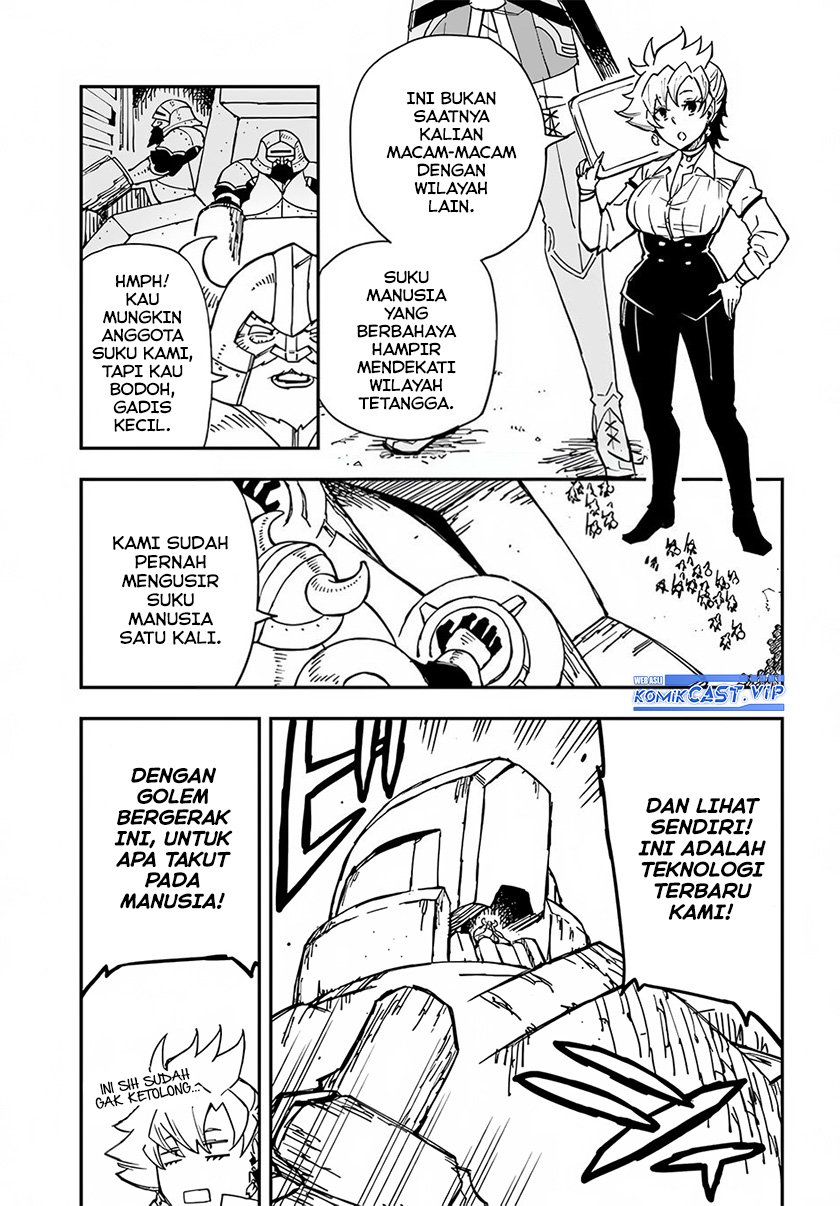 INI BUKAN
SAATNYA
KALIAN
MACAM-MACAM
DENGAN
WILAYAH
LAIN.
SUKU
MANUSIA
YANG
BERBAHAYA
HAMPIR
MENDEKATI
WILAYAH
TETANGGA.
HMPH!
KAU
MUNGKIN
ANGGOTA
SUKU KAMI,
TAPI KAU
BODOH,
GADIS
KECIL.
KAMI SUDAH
PERNAH
MENGUSIR
SUKU
MANUSIA
SATU KALI.
WEB ASLI
KOMIKCAST.VIP
DAN LIHAT
SENDIRI!
INI ADALAH
TEKNOLOGI
TERBARU
KAMI!
DENGAN
GOLEM
BERGERAK
INI, UNTUK
APA TAKUT
PADA
MANUSIA!
INI SIH SUDAH
GAK KETOLONG...